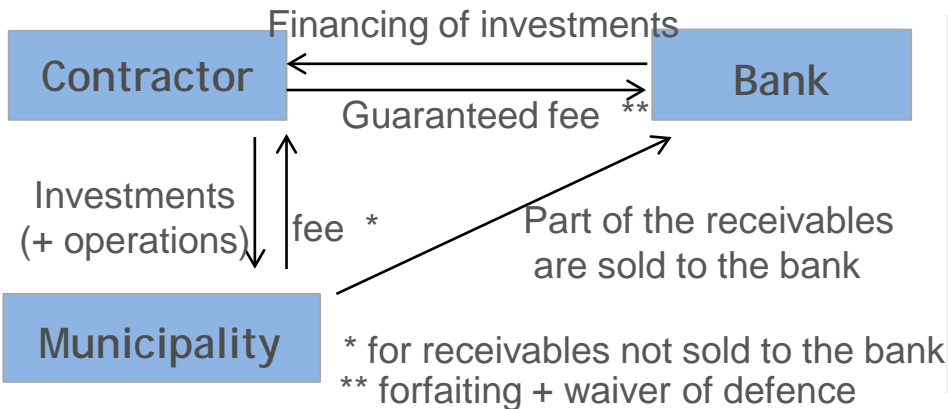 Financing of investments
Contractor
Bank
Guaranteed fee **
Investments
(+ operations)
fee *
Part of the receivables
are sold to the bank
Municipality
* for receivables not sold to the bank
** forfaiting + waiver of defence